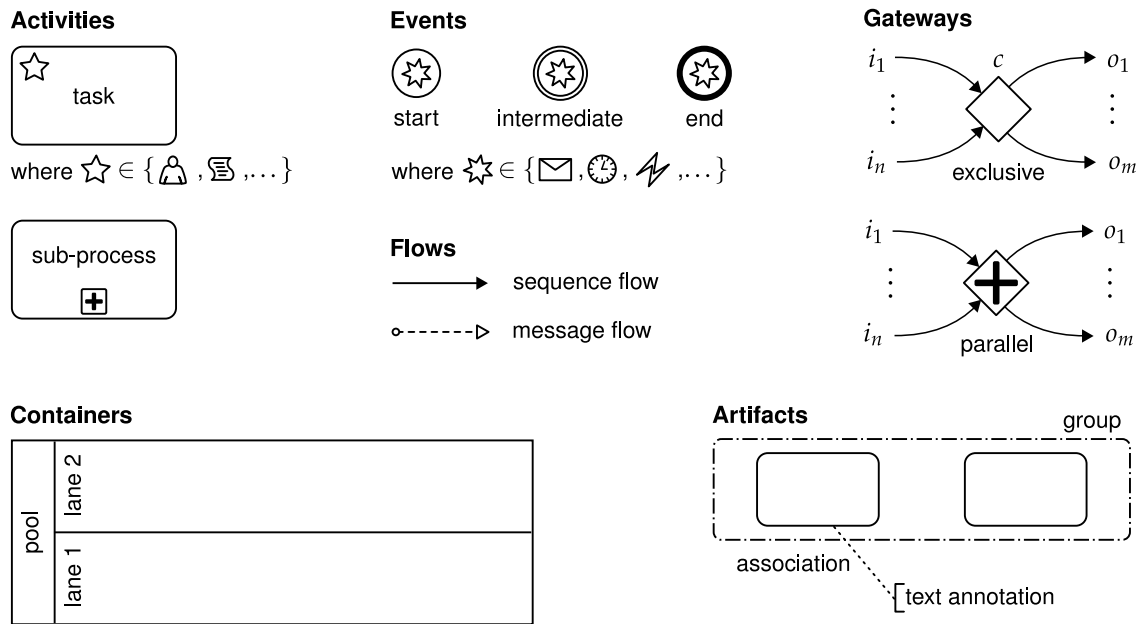 Activities
task
where ☆ ∈ { , , ... }
sub-process
Events
start intermediate end
where ∈ { , , , ... }
Flows
sequence flow
message flow
Gateways
i₁ c o₁
⋮ ⋮
iₙ exclusive oₘ
i₁ o₁
⋮ ⋮
iₙ parallel oₘ
Containers
pool
lane 2
lane 1
Artifacts
group
association
text annotation